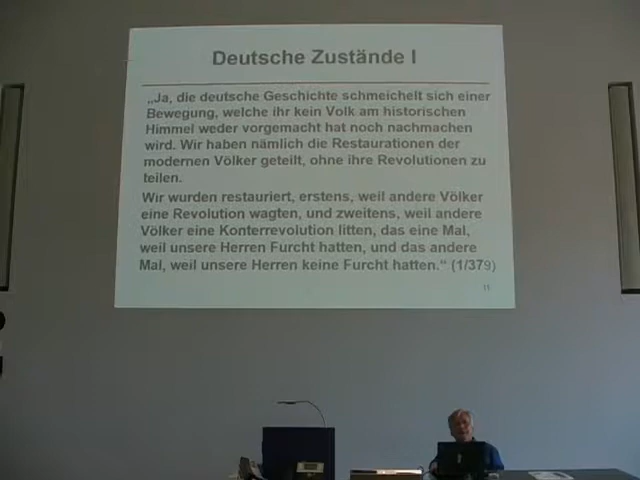 Deutsche Zustände I
„Ja, die deutsche Geschichte schmeichelt sich einer
Bewegung, welche ihr kein Volk am historischen
Himmel weder vorgemacht hat noch nachmachen
wird. Wir haben nämlich die Restaurationen der
modernen Völker geteilt, ohne ihre Revolutionen zu
teilen.
Wir wurden restauriert, erstens, weil andere Völker
eine Revolution wagten, und zweitens, weil andere
Völker eine Konterrevolution litten, das eine Mal,
weil unsere Herren Furcht hatten, und das andere
Mal, weil unsere Herren keine Furcht hatten.“ (1/379)
11